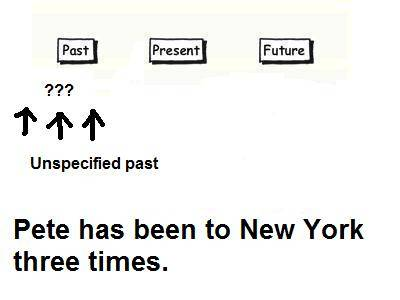 Past Present Future
???
Unspecified past
Pete has been to New York
three times.